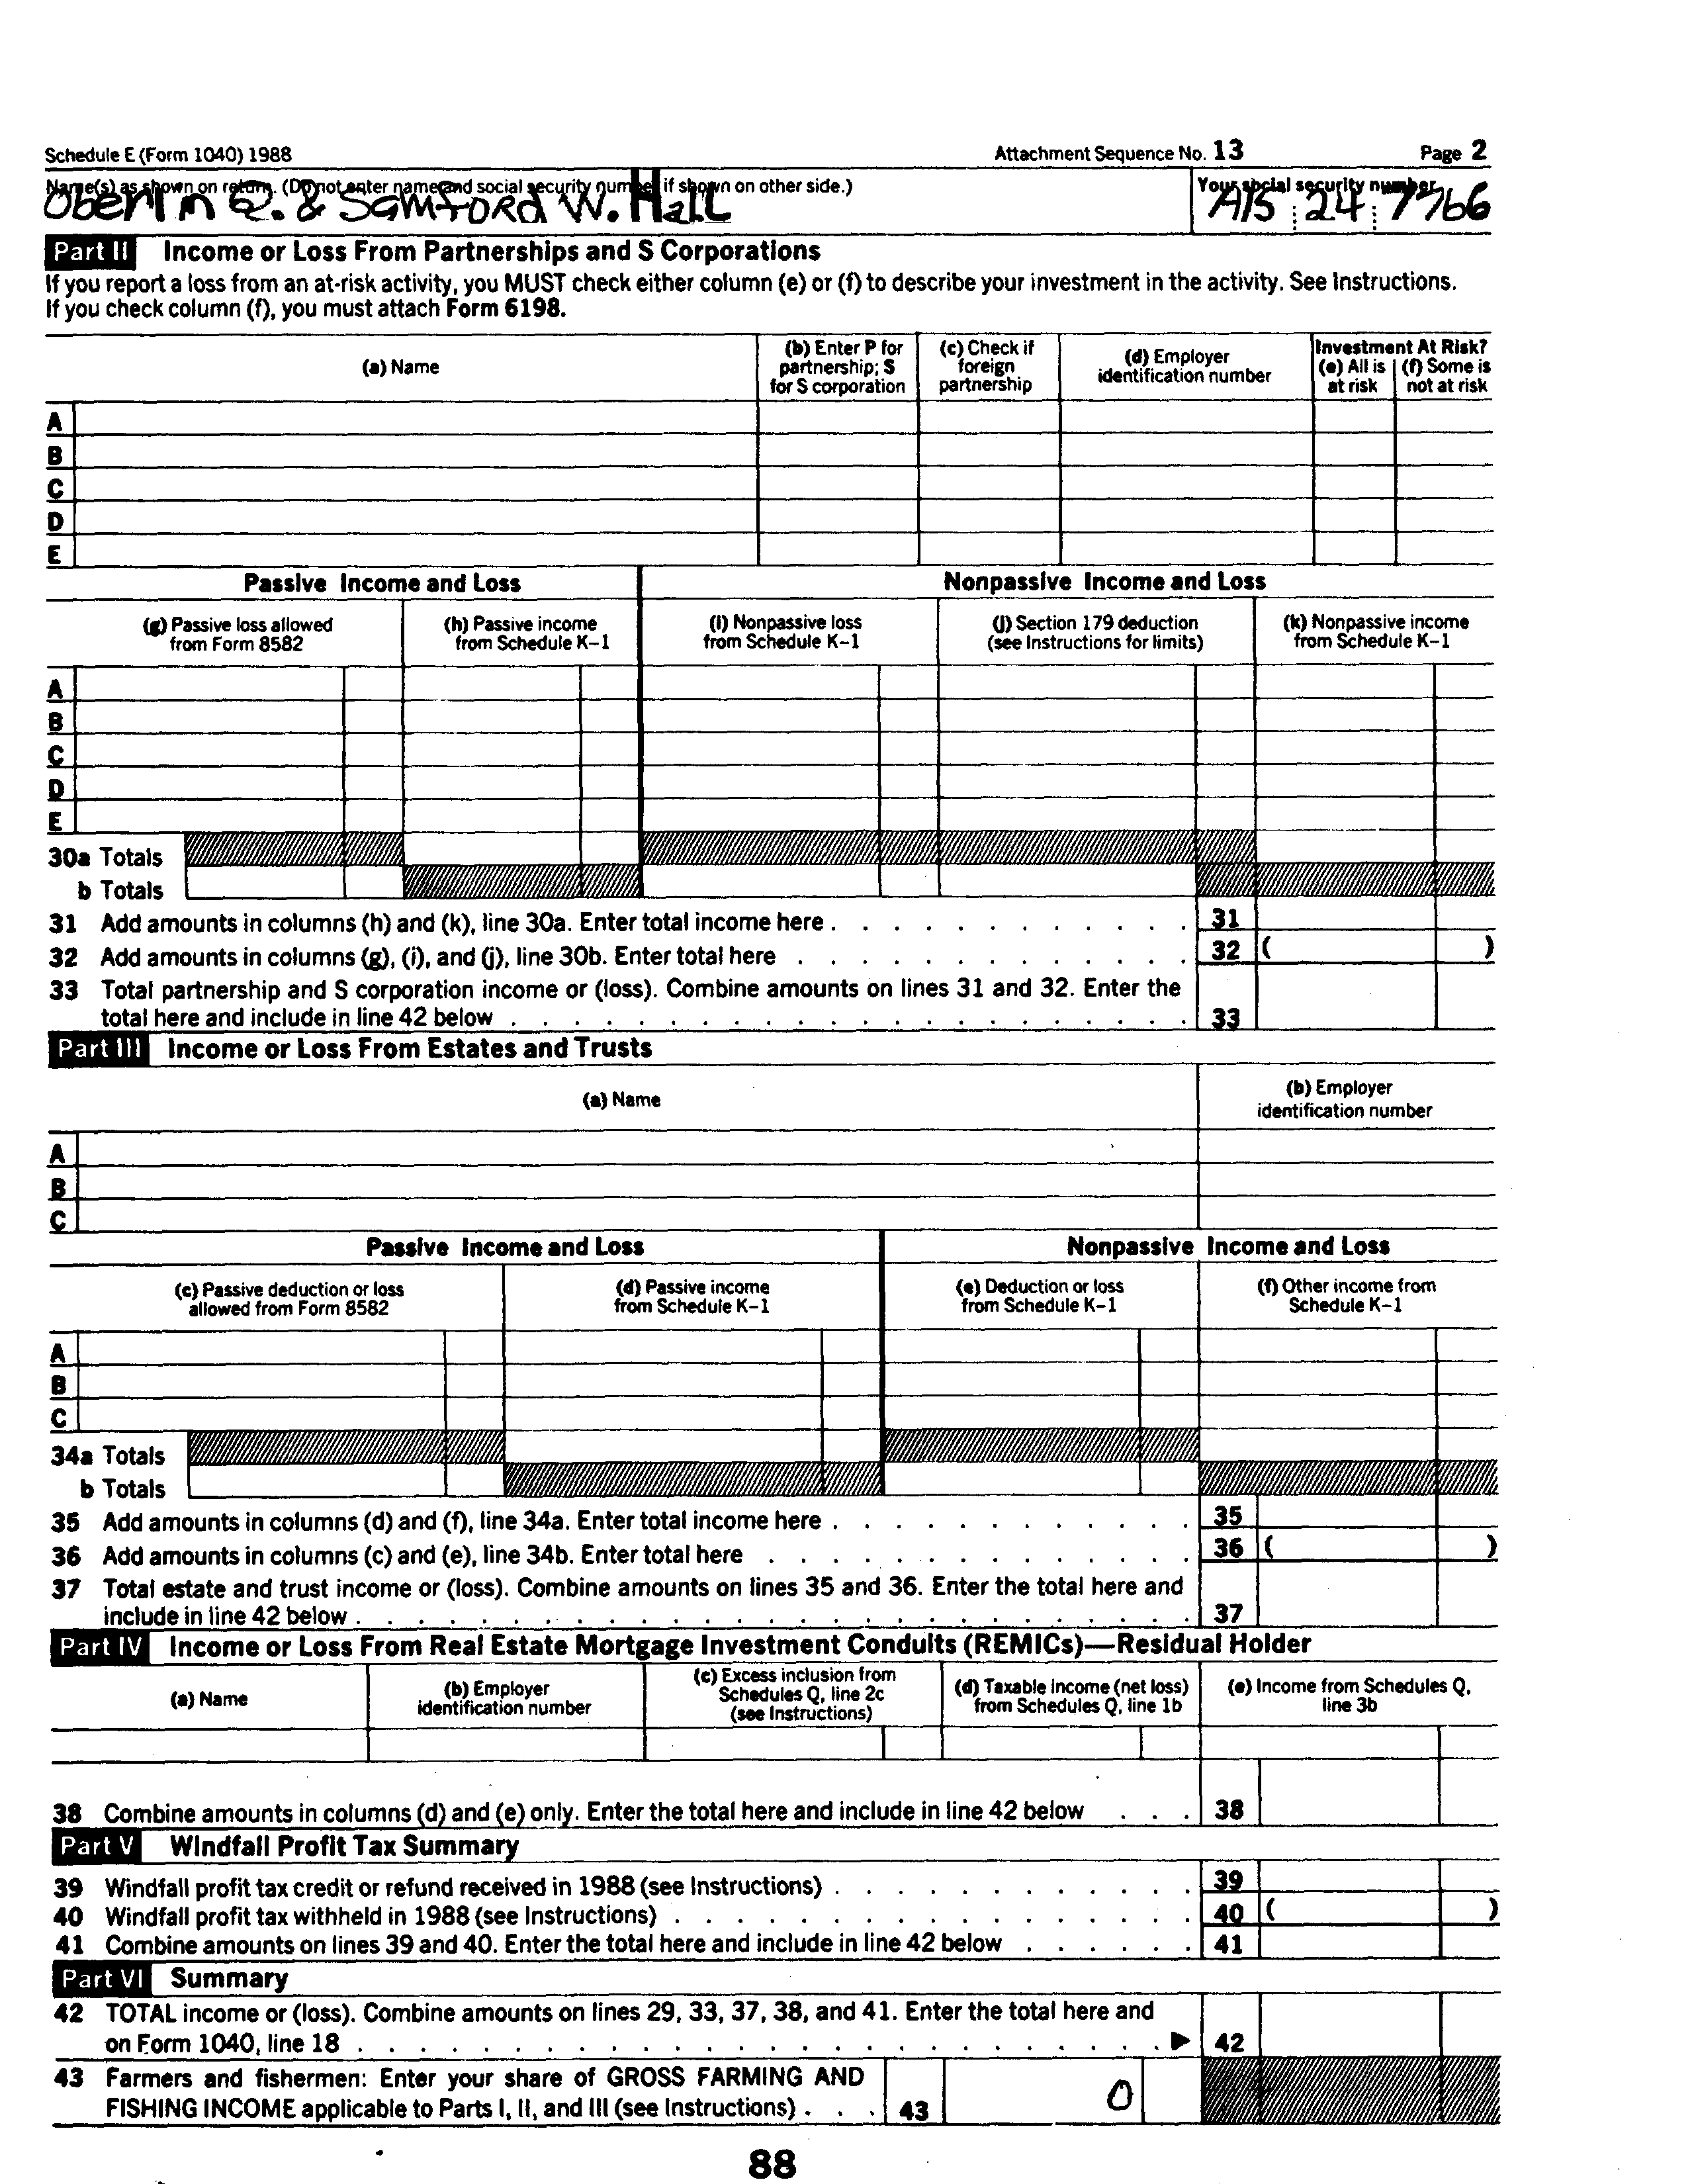 Schedule E (Form 1040) 1988 Attachment Sequence No. 13 Page 2
Name(s) as shown on return. (Do not enter name and social security number if shown on other side.) Your social security number
Oberlin Q. & Samford W. Hall 24 7766
Part II Income or Loss From Partnerships and S Corporations
If you report a loss from an at-risk activity, you MUST check either column (e) or (f) to describe your investment in the activity. See Instructions.
If you check column (f), you must attach Form 6198.
(a) Name (b) Enter P for partnership; S for S corporation (c) Check if foreign partnership (d) Employer identification number Investment At Risk? (e) All is at risk (f) Some is not at risk
A
B
C
D
E
Passive Income and Loss Nonpassive Income and Loss
(g) Passive loss allowed from Form 8582 (h) Passive income from Schedule K-1 (i) Nonpassive loss from Schedule K-1 (j) Section 179 deduction (see Instructions for limits) (k) Nonpassive income from Schedule K-1
A
B
C
D
E
30a Totals
b Totals
31 Add amounts in columns (h) and (k), line 30a. Enter total income here . . . . . . . . . . . . 31
32 Add amounts in columns (g), (i), and (j), line 30b. Enter total here . . . . . . . . . . . . . 32 ( )
33 Total partnership and S corporation income or (loss). Combine amounts on lines 31 and 32. Enter the
total here and include in line 42 below . . . . . . . . . . . . . . . . . . . . . . 33
Part III Income or Loss From Estates and Trusts
(a) Name (b) Employer identification number
A
B
C
Passive Income and Loss Nonpassive Income and Loss
(c) Passive deduction or loss allowed from Form 8582 (d) Passive income from Schedule K-1 (e) Deduction or loss from Schedule K-1 (f) Other income from Schedule K-1
A
B
C
34a Totals
b Totals
35 Add amounts in columns (d) and (f), line 34a. Enter total income here . . . . . . . . . . . . 35
36 Add amounts in columns (c) and (e), line 34b. Enter total here . . . . . . . . . . . . . . 36 ( )
37 Total estate and trust income or (loss). Combine amounts on lines 35 and 36. Enter the total here and
include in line 42 below . . . . . . . . . . . . . . . . . . . . . . . . . . . 37
Part IV Income or Loss From Real Estate Mortgage Investment Conduits (REMICs)—Residual Holder
(a) Name (b) Employer identification number (c) Excess inclusion from Schedules Q, line 2c (see Instructions) (d) Taxable income (net loss) from Schedules Q, line 1b (e) Income from Schedules Q, line 3b
38 Combine amounts in columns (d) and (e) only. Enter the total here and include in line 42 below . . . 38
Part V Windfall Profit Tax Summary
39 Windfall profit tax credit or refund received in 1988 (see Instructions) . . . . . . . . . . . . 39
40 Windfall profit tax withheld in 1988 (see Instructions) . . . . . . . . . . . . . . . . . 40 ( )
41 Combine amounts on lines 39 and 40. Enter the total here and include in line 42 below . . . . . . 41
Part VI Summary
42 TOTAL income or (loss). Combine amounts on lines 29, 33, 37, 38, and 41. Enter the total here and
on Form 1040, line 18 . . . . . . . . . . . . . . . . . . . . . . . . . . ▶ 42
43 Farmers and fishermen: Enter your share of GROSS FARMING AND
FISHING INCOME applicable to Parts I, II, and III (see Instructions) . . . 43 0
88